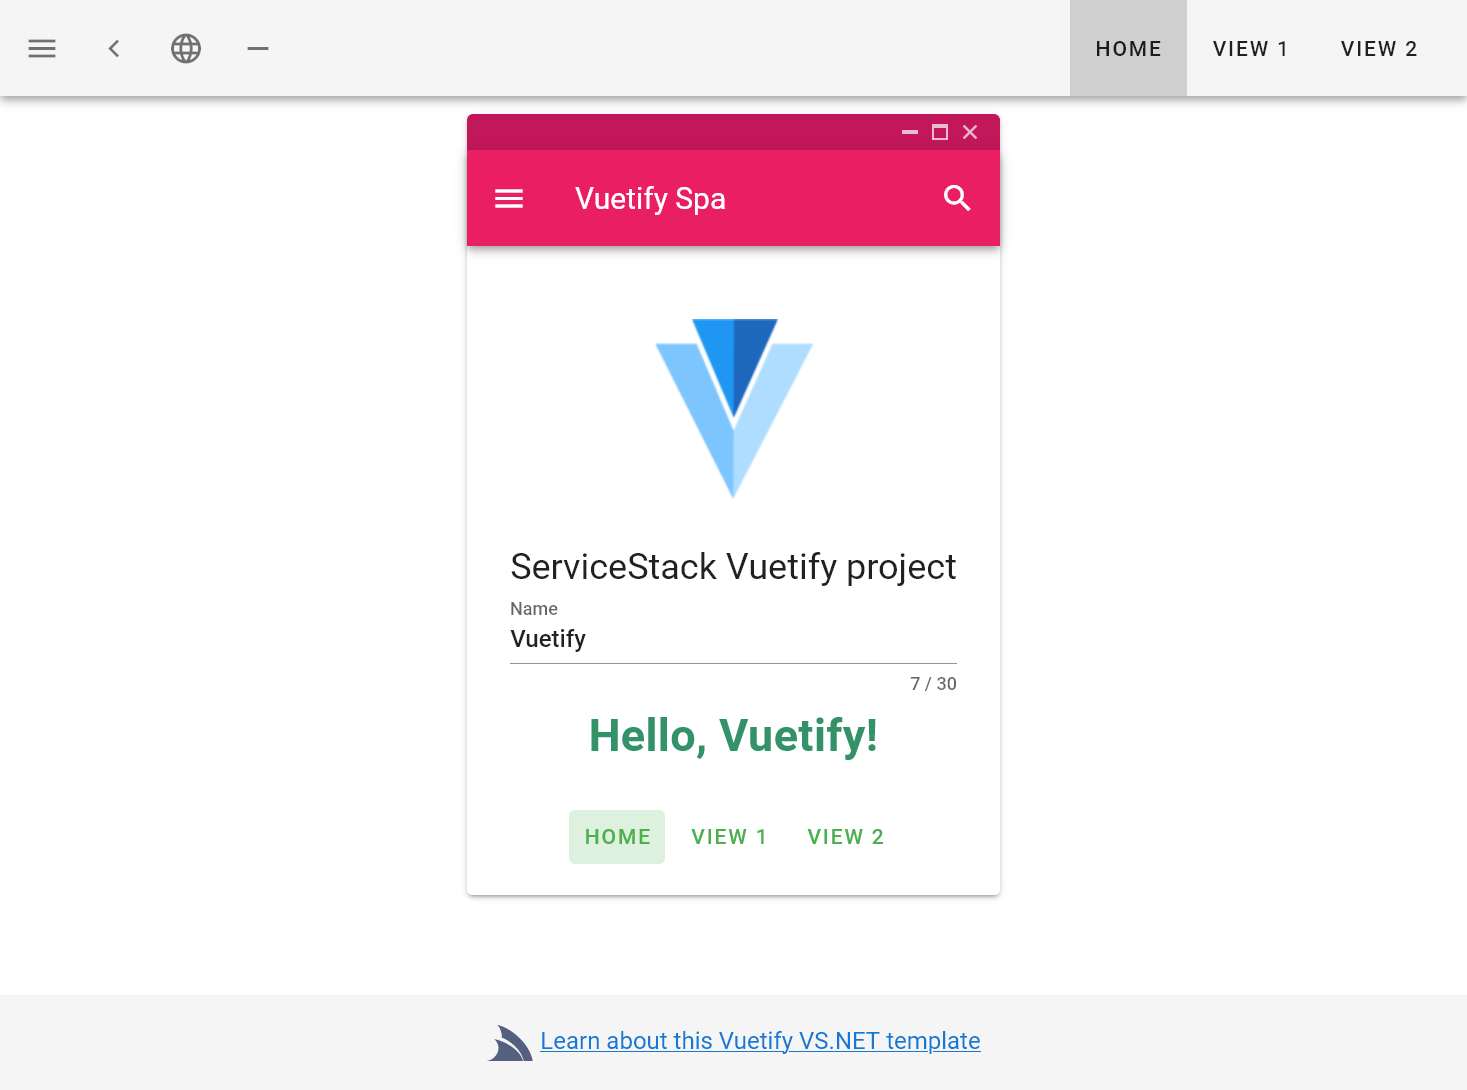 HOME VIEW 1 VIEW 2
Vuetify Spa
ServiceStack Vuetify project
Name
Vuetify
7 / 30
Hello, Vuetify!
HOME VIEW 1 VIEW 2
Learn about this Vuetify VS.NET template